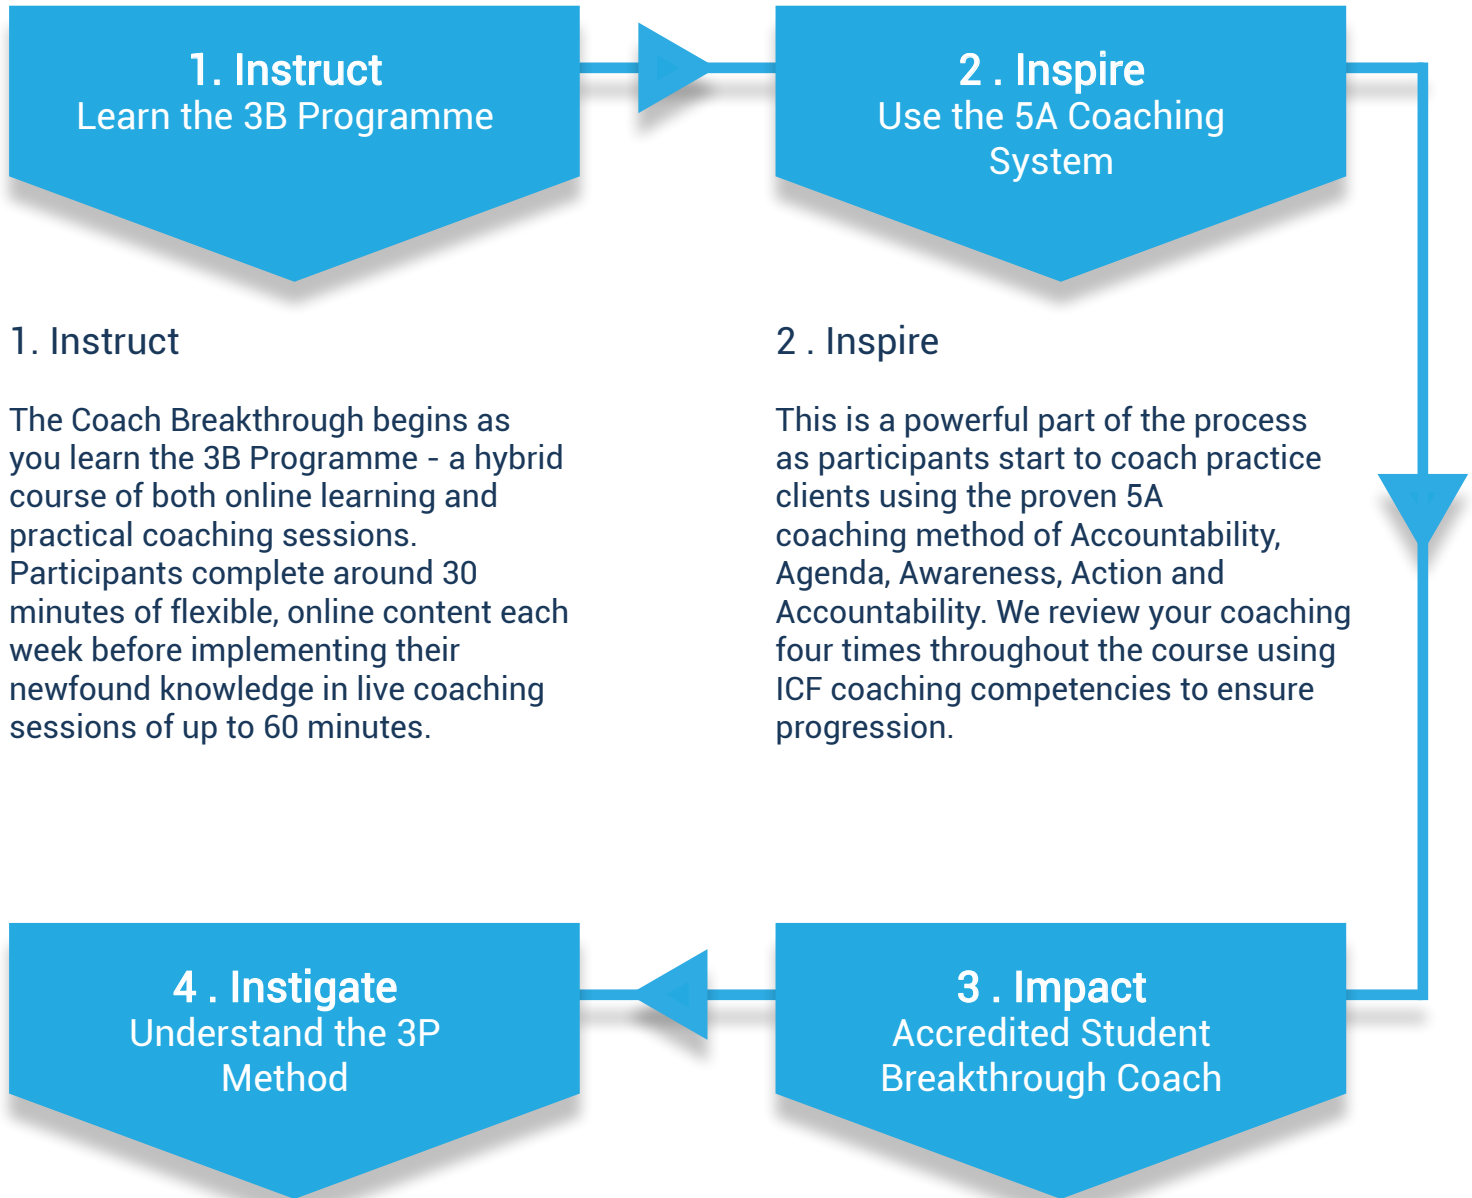 1. Instruct
Learn the 3B Programme
2 . Inspire
Use the 5A Coaching
System
1. Instruct
The Coach Breakthrough begins as
you learn the 3B Programme - a hybrid
course of both online learning and
practical coaching sessions.
Participants complete around 30
minutes of flexible, online content each
week before implementing their
newfound knowledge in live coaching
sessions of up to 60 minutes.
2 . Inspire
This is a powerful part of the process
as participants start to coach practice
clients using the proven 5A
coaching method of Accountability,
Agenda, Awareness, Action and
Accountability. We review your coaching
four times throughout the course using
ICF coaching competencies to ensure
progression.
4 . Instigate
Understand the 3P
Method
3 . Impact
Accredited Student
Breakthrough Coach